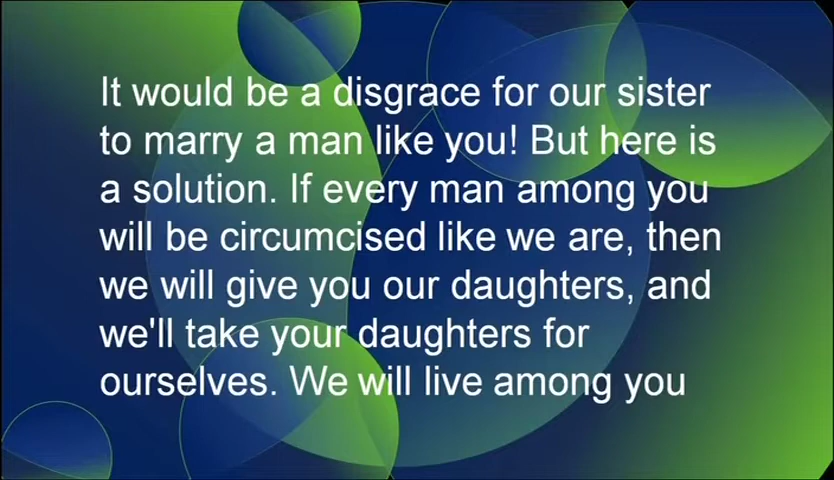 It would be a disgrace for our sister
to marry a man like you! But here is
a solution. If every man among you
will be circumcised like we are, then
we will give you our daughters, and
we'll take your daughters for
ourselves. We will live among you